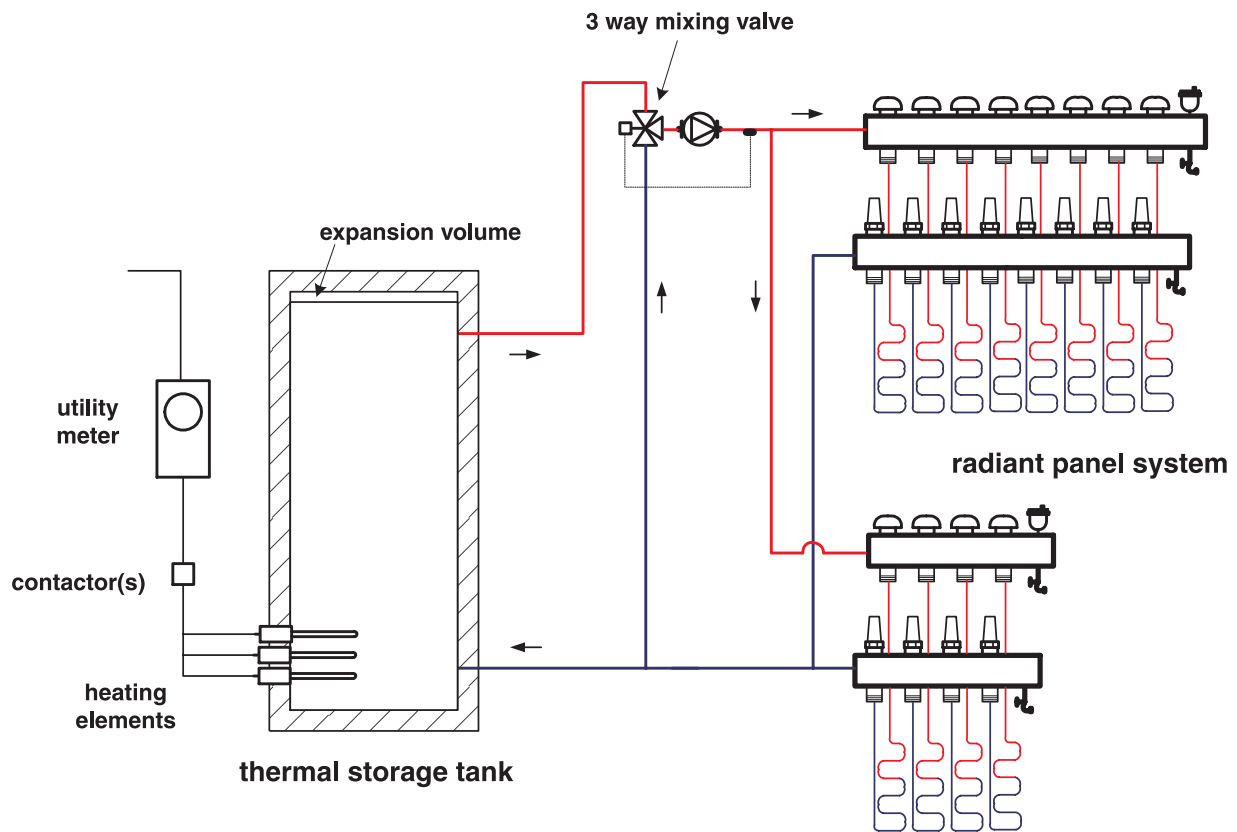 3 way mixing valve
expansion volume
utility
meter
radiant panel system
contactor(s)
heating
elements
thermal storage tank